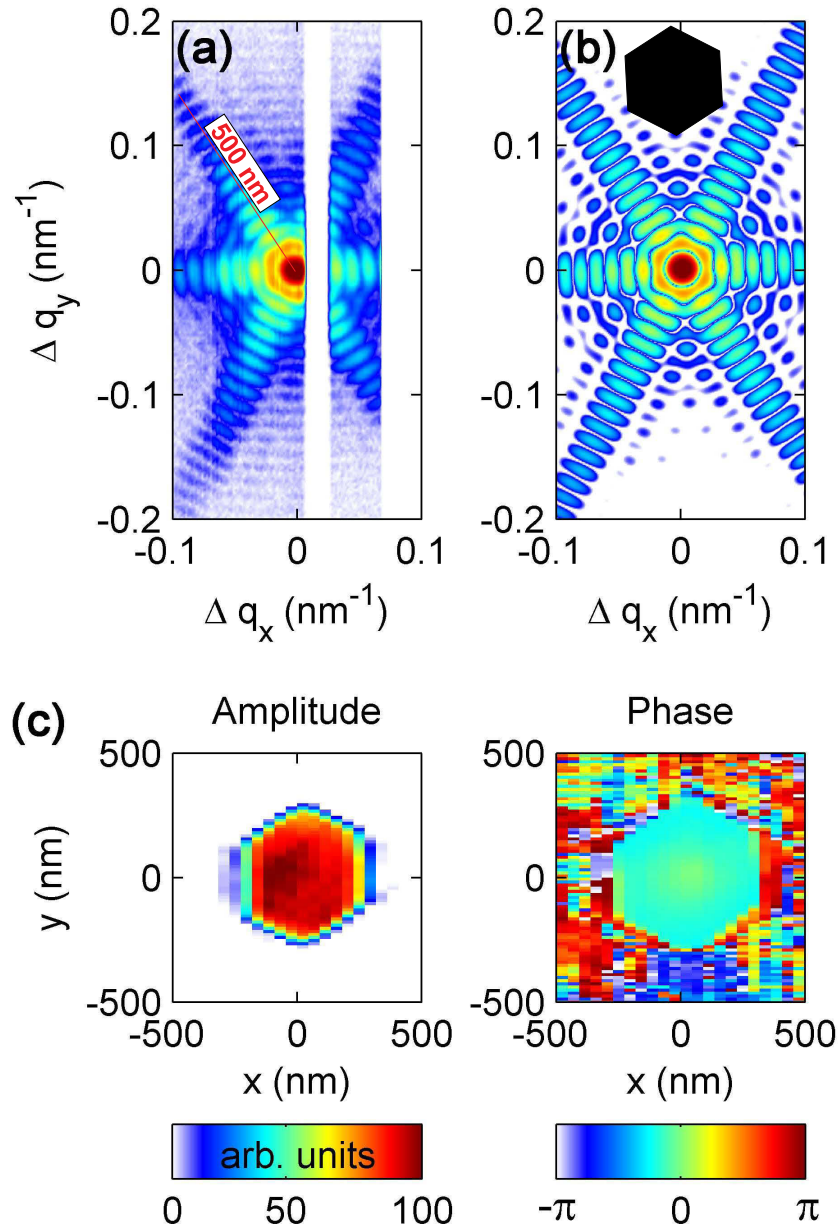 (a)
(b)
0.2
0.1
0
-0.1
-0.2
Δ q_y (nm⁻¹)
500 nm
-0.1 0 0.1
Δ q_x (nm⁻¹)
0.2
0.1
0
-0.1
-0.2
-0.1 0 0.1
Δ q_x (nm⁻¹)
(c)
Amplitude
Phase
500
0
-500
y (nm)
-500 0 500
x (nm)
500
0
-500
-500 0 500
x (nm)
arb. units
0 50 100
-π 0 π